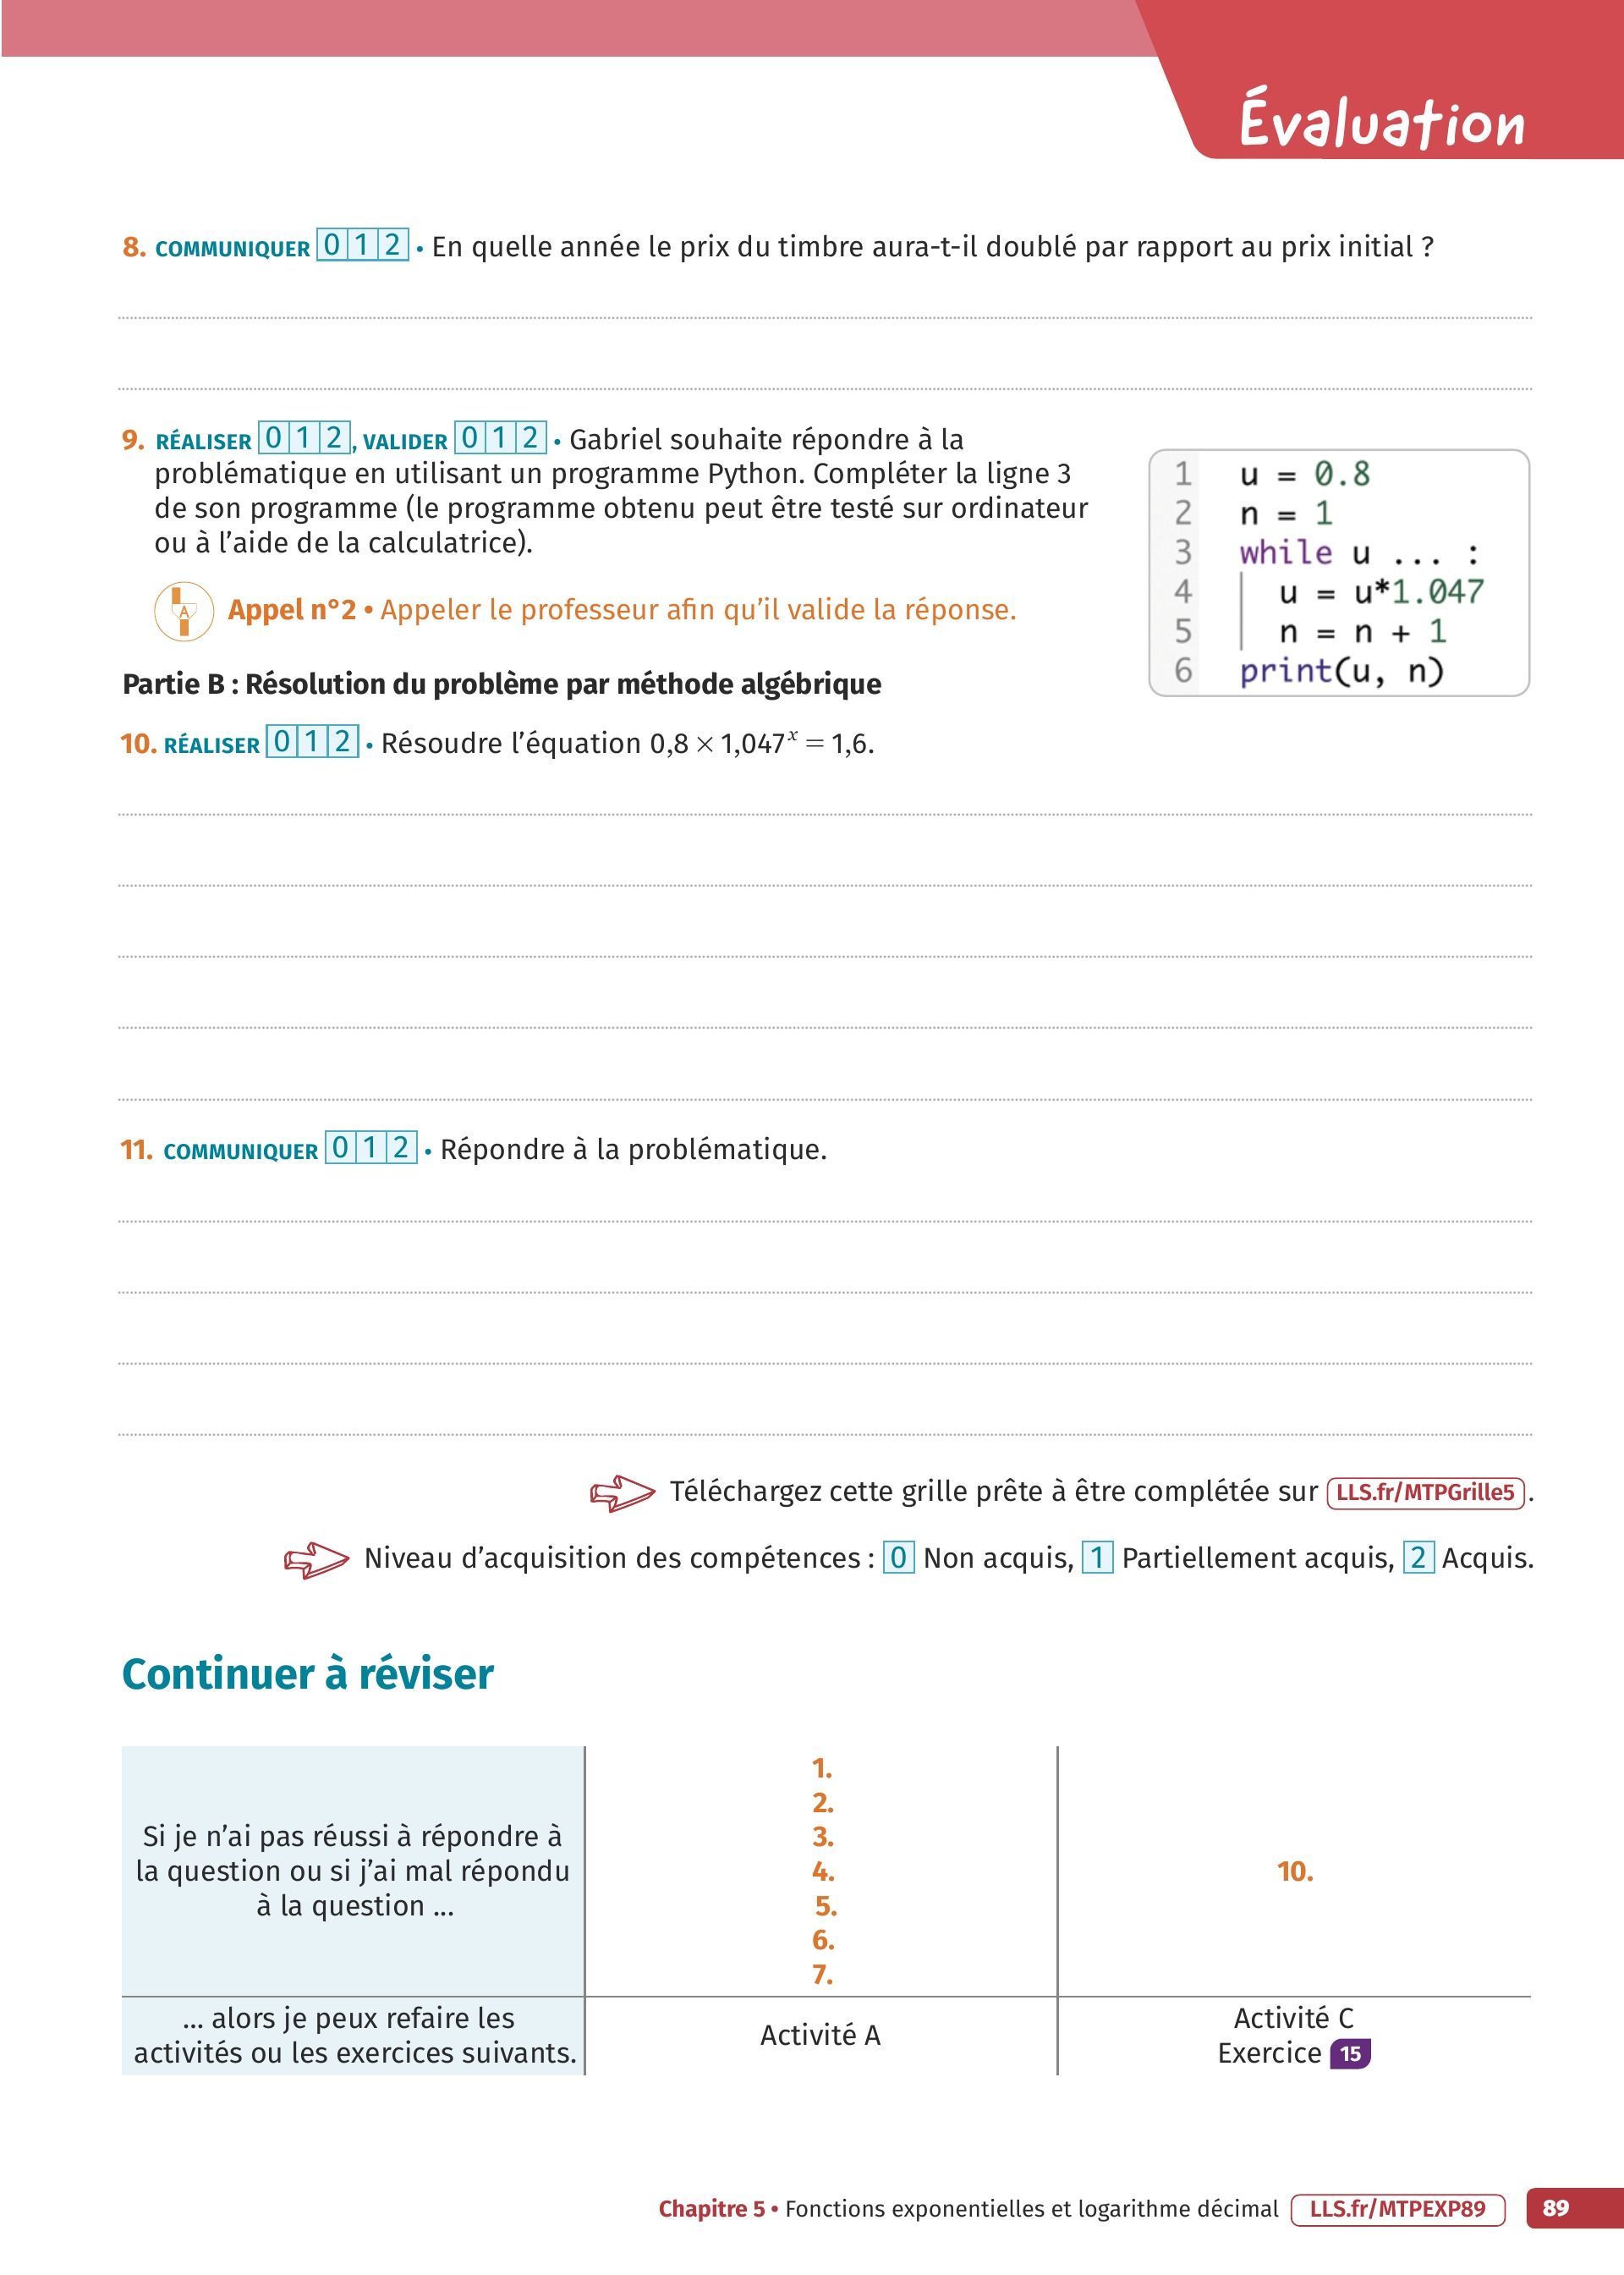 Évaluation
8. COMMUNIQUER 0 1 2 • En quelle année le prix du timbre aura-t-il doublé par rapport au prix initial ?
9. RÉALISER 0 1 2, VALIDER 0 1 2 • Gabriel souhaite répondre à la
problématique en utilisant un programme Python. Compléter la ligne 3
de son programme (le programme obtenu peut être testé sur ordinateur
ou à l'aide de la calculatrice).
A Appel n°2 • Appeler le professeur afin qu'il valide la réponse.
1 u = 0.8
2 n = 1
3 while u ... :
4 u = u*1.047
5 n = n + 1
6 print(u, n)
Partie B : Résolution du problème par méthode algébrique
10. RÉALISER 0 1 2 • Résoudre l'équation 0,8 × 1,047ˣ = 1,6.
11. COMMUNIQUER 0 1 2 • Répondre à la problématique.
Téléchargez cette grille prête à être complétée sur LLS.fr/MTPGrille5.
Niveau d'acquisition des compétences : 0 Non acquis, 1 Partiellement acquis, 2 Acquis.
Continuer à réviser
Si je n'ai pas réussi à répondre à
la question ou si j'ai mal répondu
à la question ...
1.
2.
3.
4.
5.
6.
7.
10.
... alors je peux refaire les
activités ou les exercices suivants.
Activité A
Activité C
Exercice 15
Chapitre 5 • Fonctions exponentielles et logarithme décimal LLS.fr/MTPEXP89 89